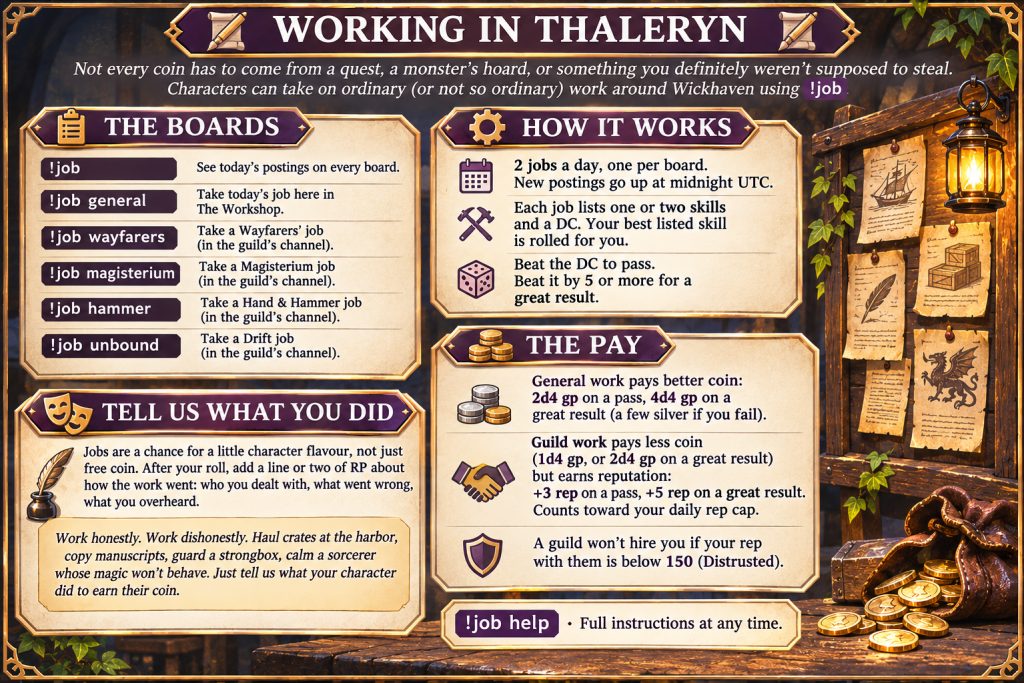 WORKING IN THALERYN
Not every coin has to come from a quest, a monster's hoard, or something you definitely weren't supposed to steal.
Characters can take on ordinary (or not so ordinary) work around Wickhaven using !job
THE BOARDS
!job
See today's postings on every board.
!job general
Take today's job here in
The Workshop.
!job wayfarers
Take a Wayfarers' job
(in the guild's channel).
!job magisterium
Take a Magisterium job
(in the guild's channel).
!job hammer
Take a Hand & Hammer job
(in the guild's channel).
!job unbound
Take a Drift job
(in the guild's channel).
TELL US WHAT YOU DID
Jobs are a chance for a little character flavour, not just
free coin. After your roll, add a line or two of RP about
how the work went: who you dealt with, what went wrong,
what you overheard.
Work honestly. Work dishonestly. Haul crates at the harbor,
copy manuscripts, guard a strongbox, calm a sorcerer
whose magic won't behave. Just tell us what your character
did to earn their coin.
HOW IT WORKS
2 jobs a day, one per board.
New postings go up at midnight UTC.
Each job lists one or two skills
and a DC. Your best listed skill
is rolled for you.
Beat the DC to pass.
Beat it by 5 or more for a
great result.
THE PAY
General work pays better coin:
2d4 gp on a pass, 4d4 gp on a
great result (a few silver if you fail).
Guild work pays less coin
(1d4 gp, or 2d4 gp on a great result)
but earns reputation:
+3 rep on a pass, +5 rep on a great result.
Counts toward your daily rep cap.
A guild won't hire you if your rep
with them is below 150 (Distrusted).
!job help • Full instructions at any time.